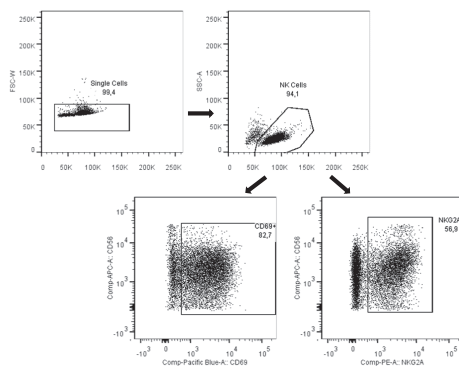 250K
200K
150K
100K
50K
0
FSC-W
Single Cells
99,4
0 50K 100K 150K 200K 250K
250K
200K
150K
100K
50K
0
SSC-A
NK Cells
94,1
0 50K 100K 150K 200K 250K
10^5
10^4
10^3
0
-10^3
Comp-APC-A:: CD56
CD69+
82,7
-10^3 0 10^3 10^4 10^5
Comp-Pacific Blue-A:: CD69
10^5
10^4
10^3
0
-10^3
Comp-APC-A:: CD56
NKG2A
56,9
-10^3 0 10^3 10^4 10^5
Comp-PE-A:: NKG2A